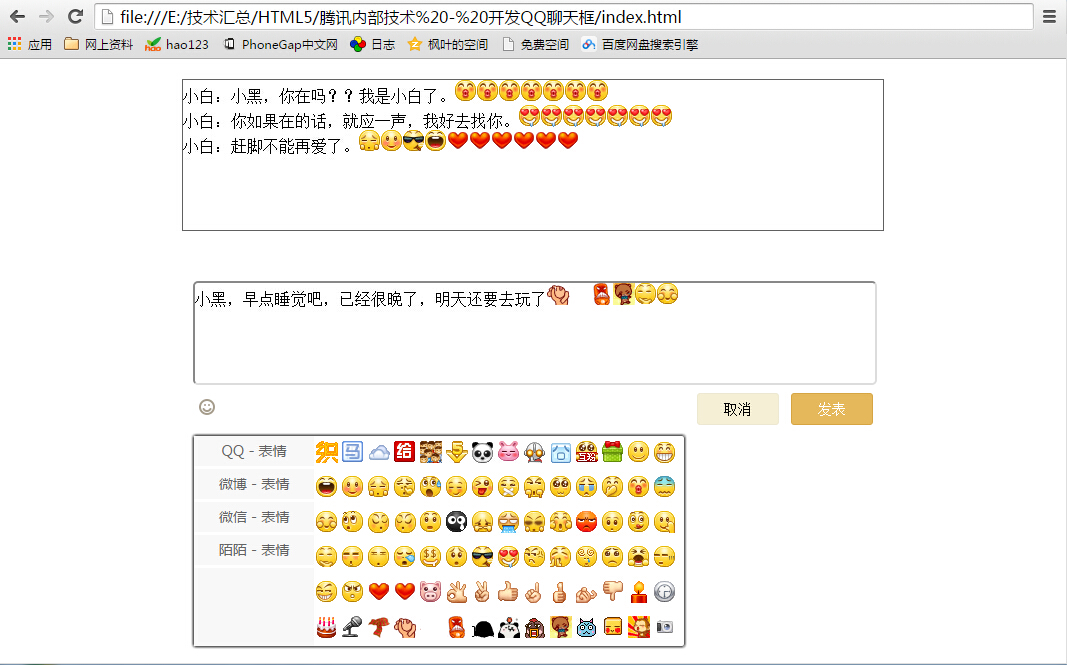 file:///E:/技术汇总/HTML5/腾讯内部技术%20-%20开发QQ聊天框/index.html
应用 网上资料 hao123 PhoneGap中文网 日志 枫叶的空间 免费空间 百度网盘搜索引擎
小白：小黑，你在吗？？我是小白了。
小白：你如果在的话，就应一声，我好去找你。
小白：赶脚不能再爱了。
小黑，早点睡觉吧，已经很晚了，明天还要去玩了
取消 发表
QQ - 表情
微博 - 表情
微信 - 表情
陌陌 - 表情
给